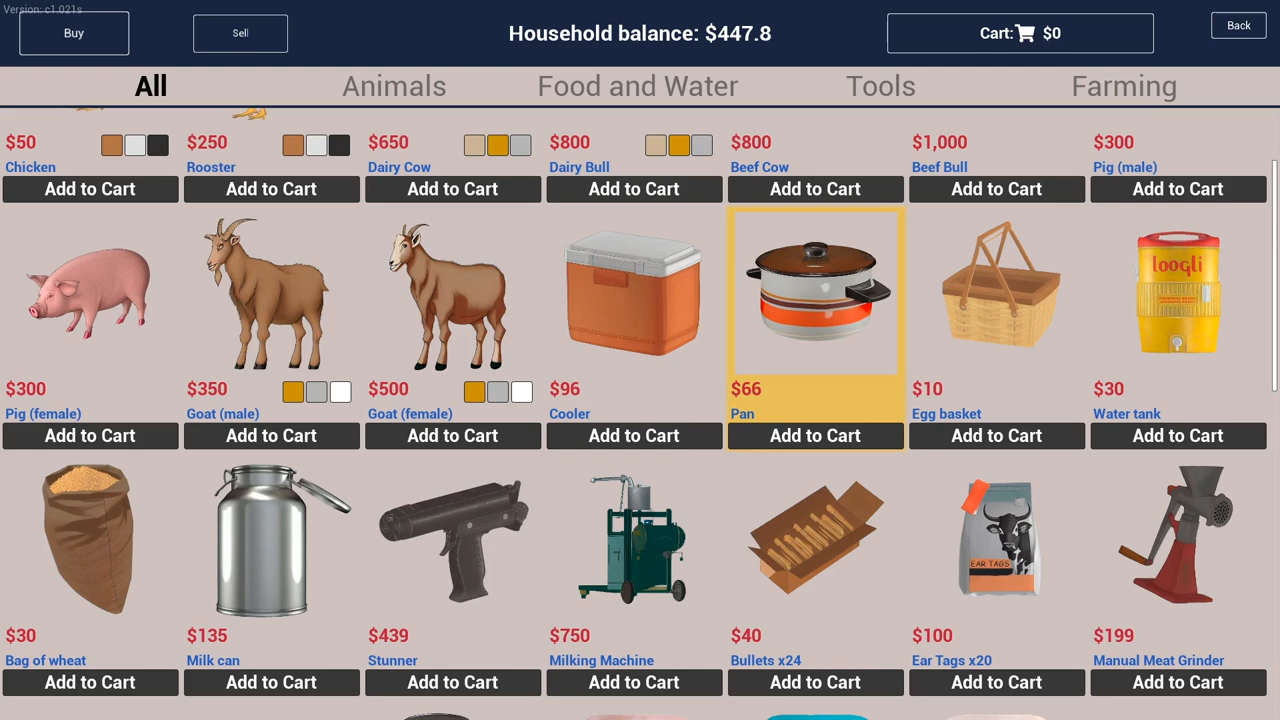 Version: c1.021s
Buy
Sell
Household balance: $447.8
Cart: $0
Back
All
Animals
Food and Water
Tools
Farming
$50
Chicken
Add to Cart
$250
Rooster
Add to Cart
$650
Dairy Cow
Add to Cart
$800
Dairy Bull
Add to Cart
$800
Beef Cow
Add to Cart
$1,000
Beef Bull
Add to Cart
$300
Pig (male)
Add to Cart
$300
Pig (female)
Add to Cart
$350
Goat (male)
Add to Cart
$500
Goat (female)
Add to Cart
$96
Cooler
Add to Cart
$66
Pan
Add to Cart
$10
Egg basket
Add to Cart
loogli
$30
Water tank
Add to Cart
$30
Bag of wheat
Add to Cart
$135
Milk can
Add to Cart
$439
Stunner
Add to Cart
$750
Milking Machine
Add to Cart
$40
Bullets x24
Add to Cart
EAR TAGS
$100
Ear Tags x20
Add to Cart
$199
Manual Meat Grinder
Add to Cart